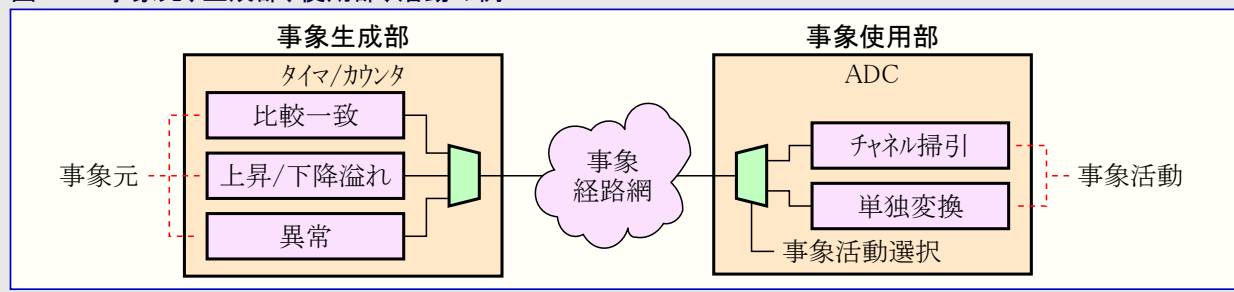 事象生成部
事象使用部
タイマ/カウンタ
ADC
比較一致
上昇/下降溢れ
異常
事象元
事象
経路網
チャネル掃引
単独変換
事象活動
事象活動選択